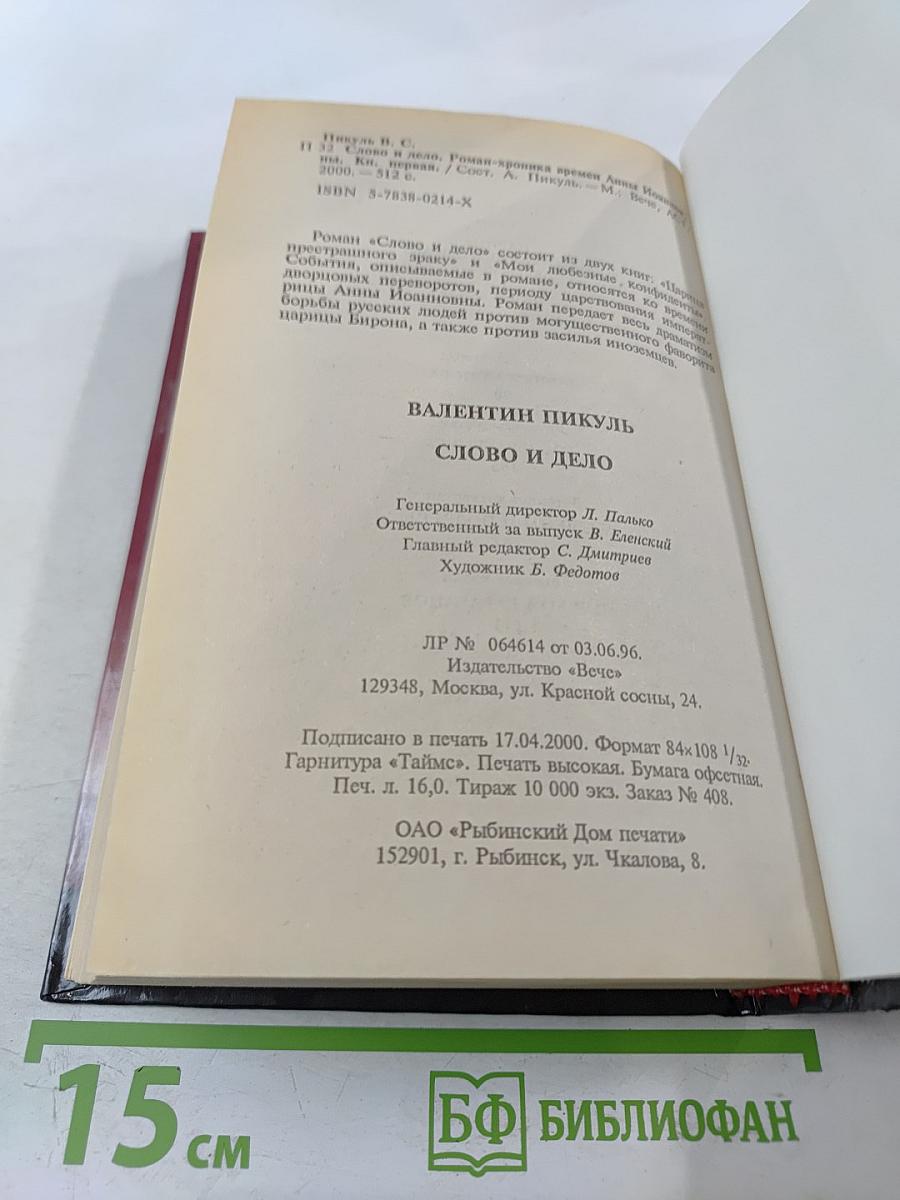 Пикуль В. С.
П 32 Слово и дело. Роман-хроника времен Анны Иоанно-
ны. Кн. первая. / Сост. А. Пикуль. — М.: Вече,
2000. — 512 с.
ISBN 5-7838-0214-X
Роман «Слово и дело» состоит из двух книг: «Царица
престрашного зраку» и «Мои любезные конфиденты»
События, описываемые в романе, относятся ко времени
дворцовых переворотов, периоду царствования императ-
рицы Анны Иоанновны. Роман передает весь драматизм
борьбы русских людей против могущественного фаворита
царицы Бирона, а также против засилья иноземцев.
ВАЛЕНТИН ПИКУЛЬ
СЛОВО И ДЕЛО
Генеральный директор Л. Палько
Ответственный за выпуск В. Еленский
Главный редактор С. Дмитриев
Художник Б. Федотов
ЛР № 064614 от 03.06.96.
Издательство «Вече»
129348, Москва, ул. Красной сосны, 24.
Подписано в печать 17.04.2000. Формат 84×108 1/32.
Гарнитура «Таймс». Печать высокая. Бумага офсетная.
Печ. л. 16,0. Тираж 10 000 экз. Заказ № 408.
ОАО «Рыбинский Дом печати»
152901, г. Рыбинск, ул. Чкалова, 8.
15 см
БФ БИБЛИОФАН